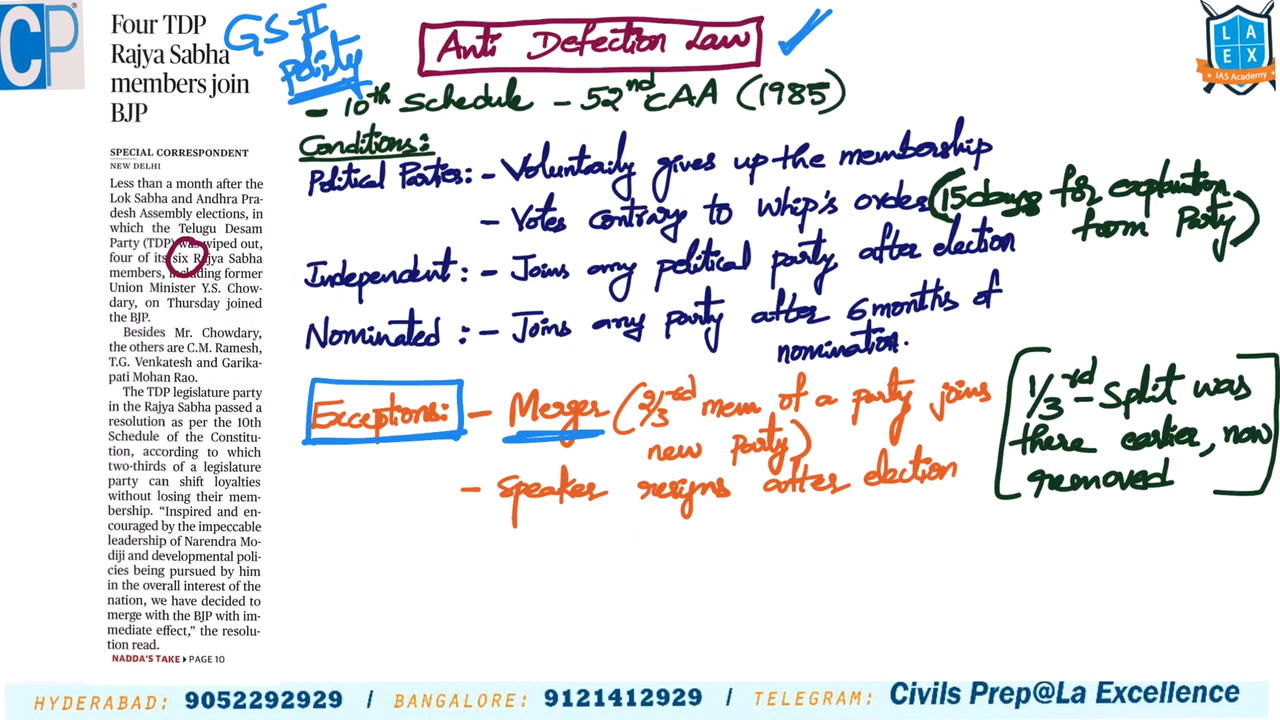 CP
Four TDP
Rajya Sabha
members join
BJP
SPECIAL CORRESPONDENT
NEW DELHI
Less than a month after the
Lok Sabha and Andhra Pra-
desh Assembly elections, in
which the Telugu Desam
Party (TDP) was wiped out,
four of its six Rajya Sabha
members, including former
Union Minister Y.S. Chow-
dary, on Thursday joined
the BJP.
Besides Mr. Chowdary,
the others are C.M. Ramesh,
T.G. Venkatesh and Garika-
pati Mohan Rao.
The TDP legislature party
in the Rajya Sabha passed a
resolution as per the 10th
Schedule of the Constitu-
tion, according to which
two-thirds of a legislature
party can shift loyalties
without losing their mem-
bership. “Inspired and en-
couraged by the impeccable
leadership of Narendra Mo-
diji and developmental poli-
cies being pursued by him
in the overall interest of the
nation, we have decided to
merge with the BJP with im-
mediate effect,” the resolu-
tion read.
NADDA'S TAKE PAGE 10
GS-II
Polity
Anti Defection Law
- 10th Schedule - 52nd CAA (1985)
Conditions:
Political Parties: - Voluntaily gives up the membership
- Votes contrary to Whip's order (15 days for explanation
from Party)
Independent: - Joins any political party after election
Nominated: - Joins any party after 6 months of
nomination.
Exceptions: - Merger (2/3rd mem of a party joins
new Party)
- Speaker resigns after election
[1/3rd - Split was
there earlier, now
removed]
LA
EX
IAS Academy
HYDERABAD: 9052292929 / BANGALORE: 9121412929 / TELEGRAM: Civils Prep@La Excellence